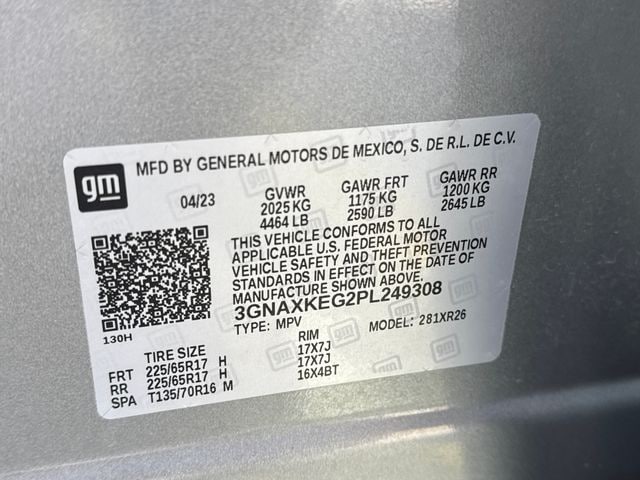 gm
MFD BY GENERAL MOTORS DE MEXICO, S. DE R.L. DE C.V.
04/23 GVWR GAWR FRT GAWR RR
2025 KG 1175 KG 1200 KG
4464 LB 2590 LB 2645 LB
THIS VEHICLE CONFORMS TO ALL
APPLICABLE U.S. FEDERAL MOTOR
VEHICLE SAFETY AND THEFT PREVENTION
STANDARDS IN EFFECT ON THE DATE OF
MANUFACTURE SHOWN ABOVE.
3GNAXKEG2PL249308
TYPE: MPV MODEL: 281XR26
130H
TIRE SIZE RIM
FRT 225/65R17 H 17X7J
RR 225/65R17 H 17X7J
SPA T135/70R16 M 16X4BT